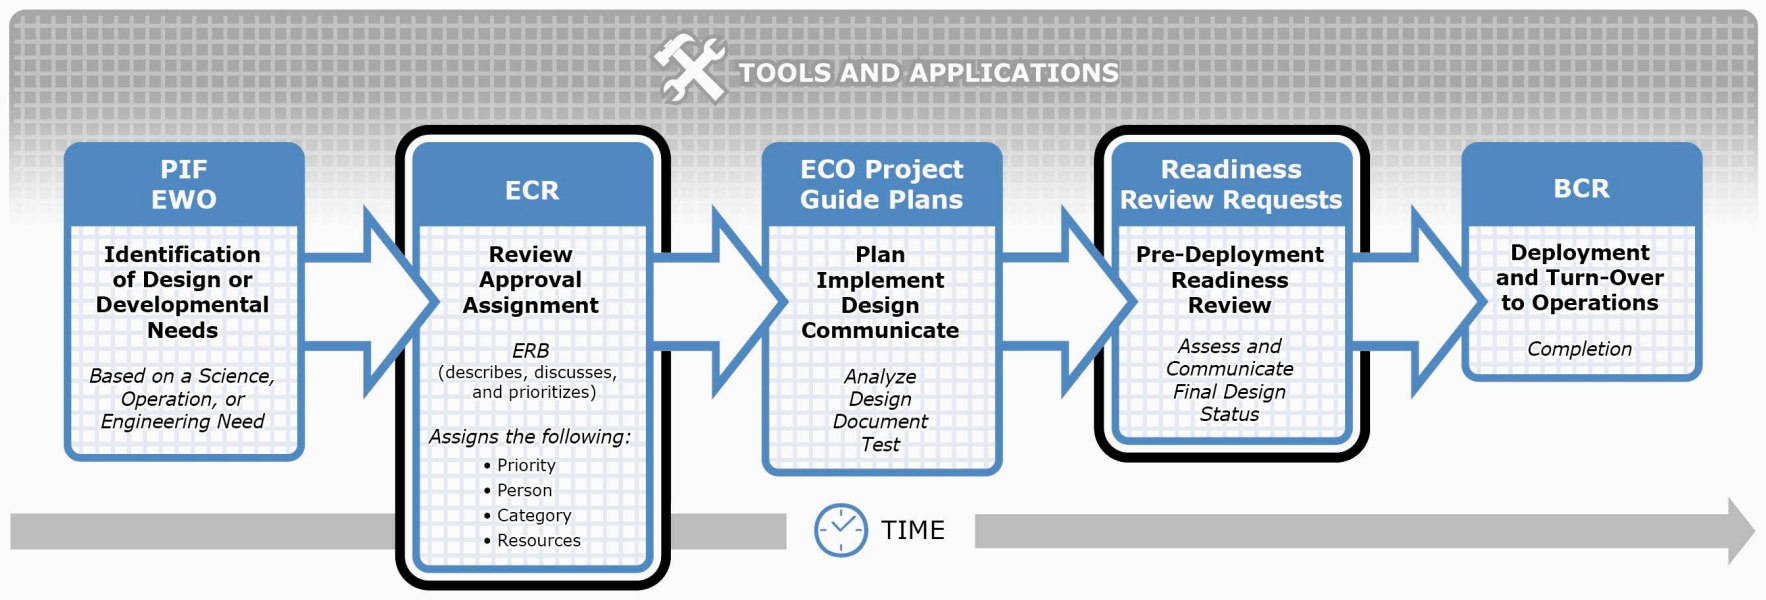 TOOLS AND APPLICATIONS
PIF
EWO
Identification
of Design or
Developmental
Needs
Based on a Science,
Operation, or
Engineering Need
ECR
Review
Approval
Assignment
ERB
(describes, discusses,
and prioritizes)
Assigns the following:
• Priority
• Person
• Category
• Resources
ECO Project
Guide Plans
Plan
Implement
Design
Communicate
Analyze
Design
Document
Test
Readiness
Review Requests
Pre-Deployment
Readiness
Review
Assess and
Communicate
Final Design
Status
BCR
Deployment
and Turn-Over
to Operations
Completion
TIME